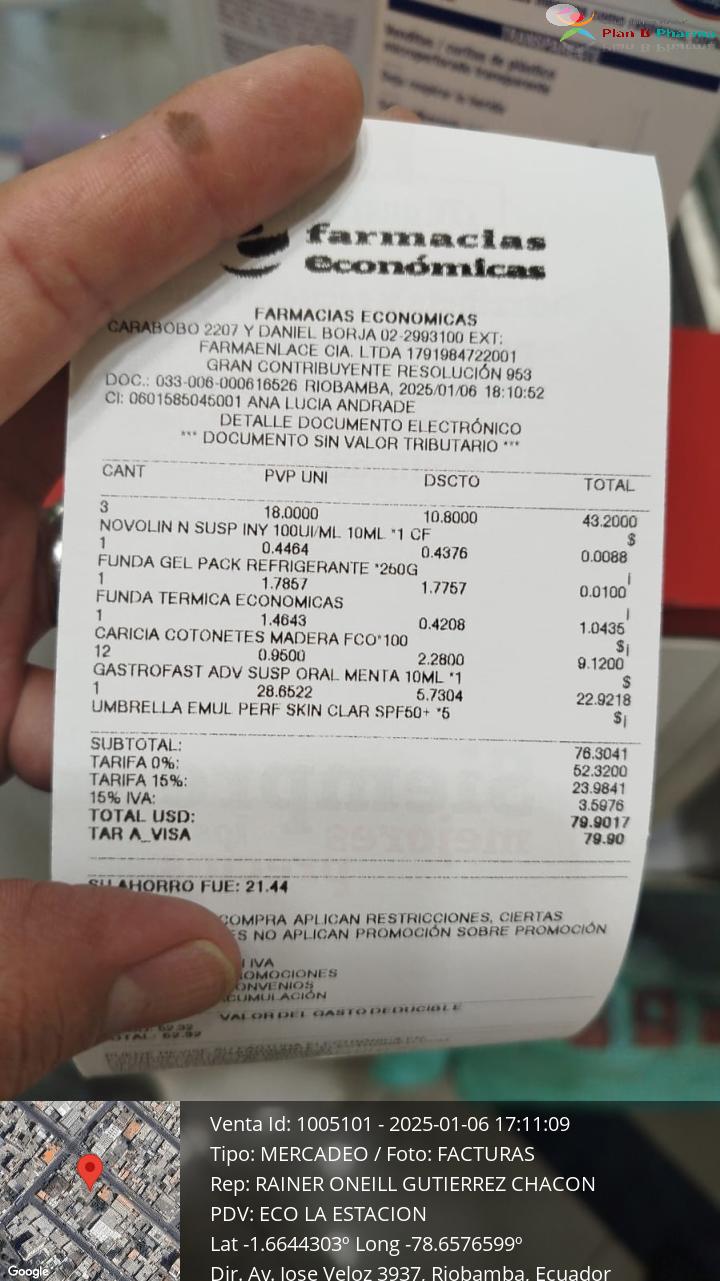 Plan B Pharma
farmacias
económicas
FARMACIAS ECONOMICAS
CARABOBO 2207 Y DANIEL BORJA 02-2993100 EXT:
FARMAENLACE CIA. LTDA 1791984722001
GRAN CONTRIBUYENTE RESOLUCIÓN 953
DOC.: 033-006-000616526 RIOBAMBA, 2025/01/06 18:10:52
CI: 0601585045001 ANA LUCIA ANDRADE
DETALLE DOCUMENTO ELECTRÓNICO
*** DOCUMENTO SIN VALOR TRIBUTARIO ***
CANT PVP UNI DSCTO TOTAL
3 18.0000 10.8000 43.2000
NOVOLIN N SUSP INY 100UI/ML 10ML *1 CF $
1 0.4464 0.4376 0.0088
FUNDA GEL PACK REFRIGERANTE *250G i
1 1.7857 1.7757 0.0100
FUNDA TERMICA ECONOMICAS i
1 1.4643 0.4208 1.0435
CARICIA COTONETES MADERA FCO*100 $i
12 0.9500 2.2800 9.1200
GASTROFAST ADV SUSP ORAL MENTA 10ML *1 $
1 28.6522 5.7304 22.9218
UMBRELLA EMUL PERF SKIN CLAR SPF50+ *5 $i
SUBTOTAL: 76.3041
TARIFA 0%: 52.3200
TARIFA 15%: 23.9841
15% IVA: 3.5976
TOTAL USD: 79.9017
TAR A_VISA 79.90
SU AHORRO FUE: 21.44
COMPRA APLICAN RESTRICCIONES, CIERTAS
ES NO APLICAN PROMOCIÓN SOBRE PROMOCIÓN
IVA
OMOCIONES
ONVENIOS
CUMULACIÓN
VALOR DEL GASTO DEDUCIBLE
Venta Id: 1005101 - 2025-01-06 17:11:09
Tipo: MERCADEO / Foto: FACTURAS
Rep: RAINER ONEILL GUTIERREZ CHACON
PDV: ECO LA ESTACION
Lat -1.6644303º Long -78.6576599º
Dir. Av. Jose Veloz 3937, Riobamba, Ecuador
Google